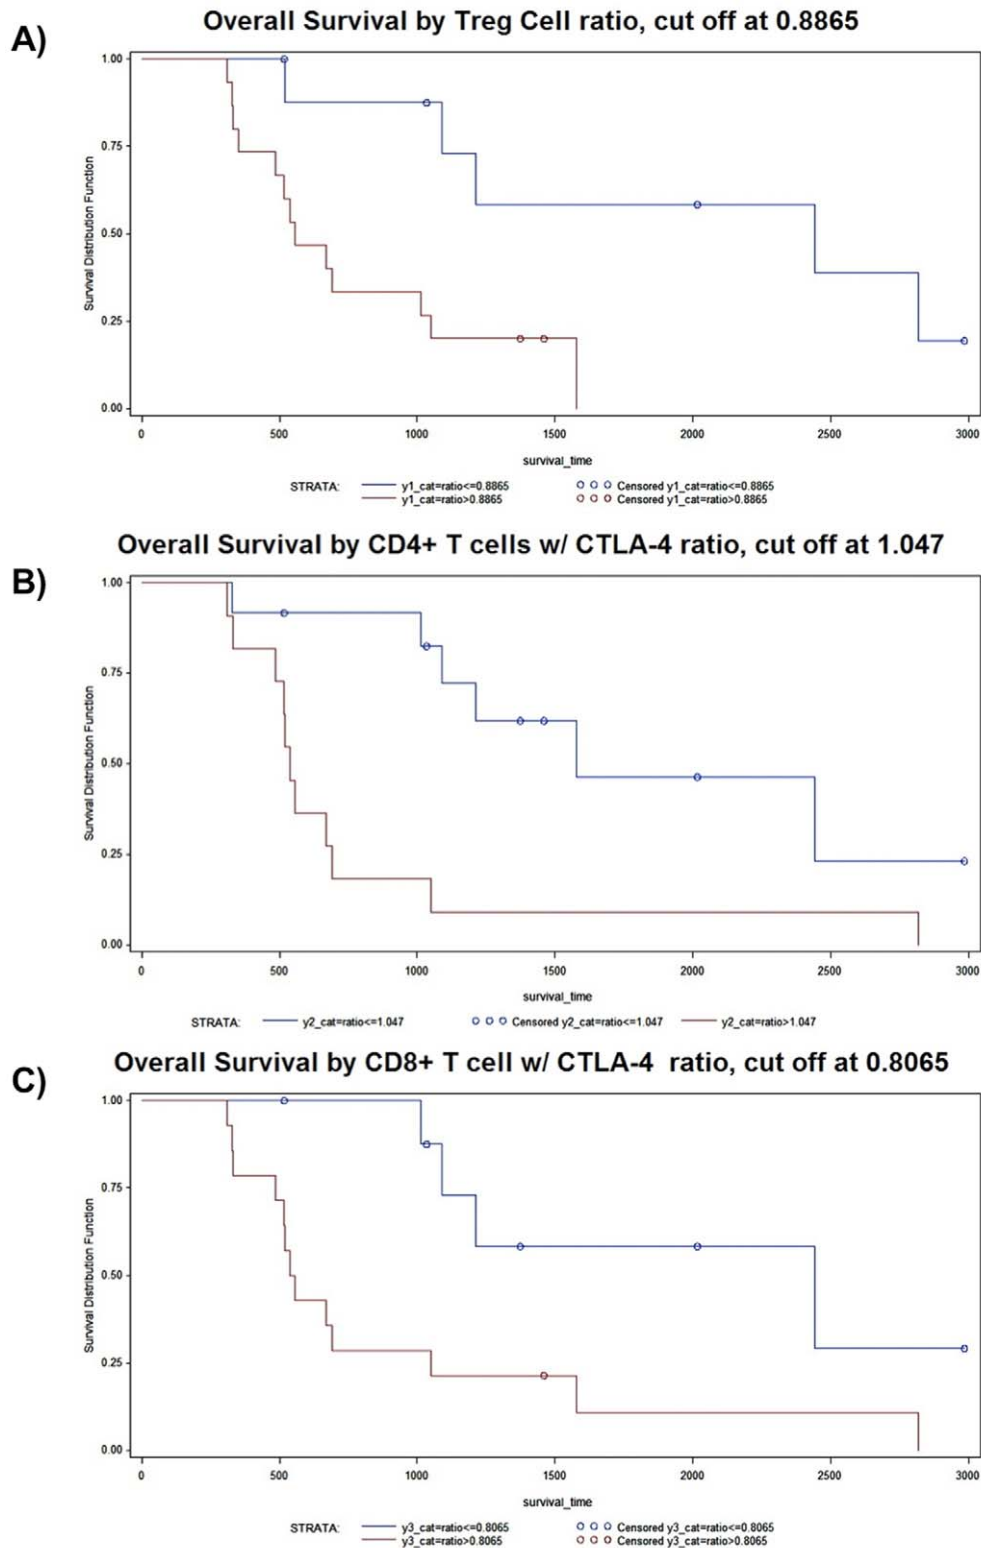 A)
Overall Survival by Treg Cell ratio, cut off at 0.8865
Survival Distribution Function
1.00
0.75
0.50
0.25
0.00
0 500 1000 1500 2000 2500 3000
survival_time
STRATA: y1_cat=ratio<=0.8865 Censored y1_cat=ratio<=0.8865
y1_cat=ratio>0.8865 Censored y1_cat=ratio>0.8865
B)
Overall Survival by CD4+ T cells w/ CTLA-4 ratio, cut off at 1.047
Survival Distribution Function
1.00
0.75
0.50
0.25
0.00
0 500 1000 1500 2000 2500 3000
survival_time
STRATA: y2_cat=ratio<=1.047 Censored y2_cat=ratio<=1.047 y2_cat=ratio>1.047
C)
Overall Survival by CD8+ T cell w/ CTLA-4 ratio, cut off at 0.8065
Survival Distribution Function
1.00
0.75
0.50
0.25
0.00
0 500 1000 1500 2000 2500 3000
survival_time
STRATA: y3_cat=ratio<=0.8065 Censored y3_cat=ratio<=0.8065
y3_cat=ratio>0.8065 Censored y3_cat=ratio>0.8065